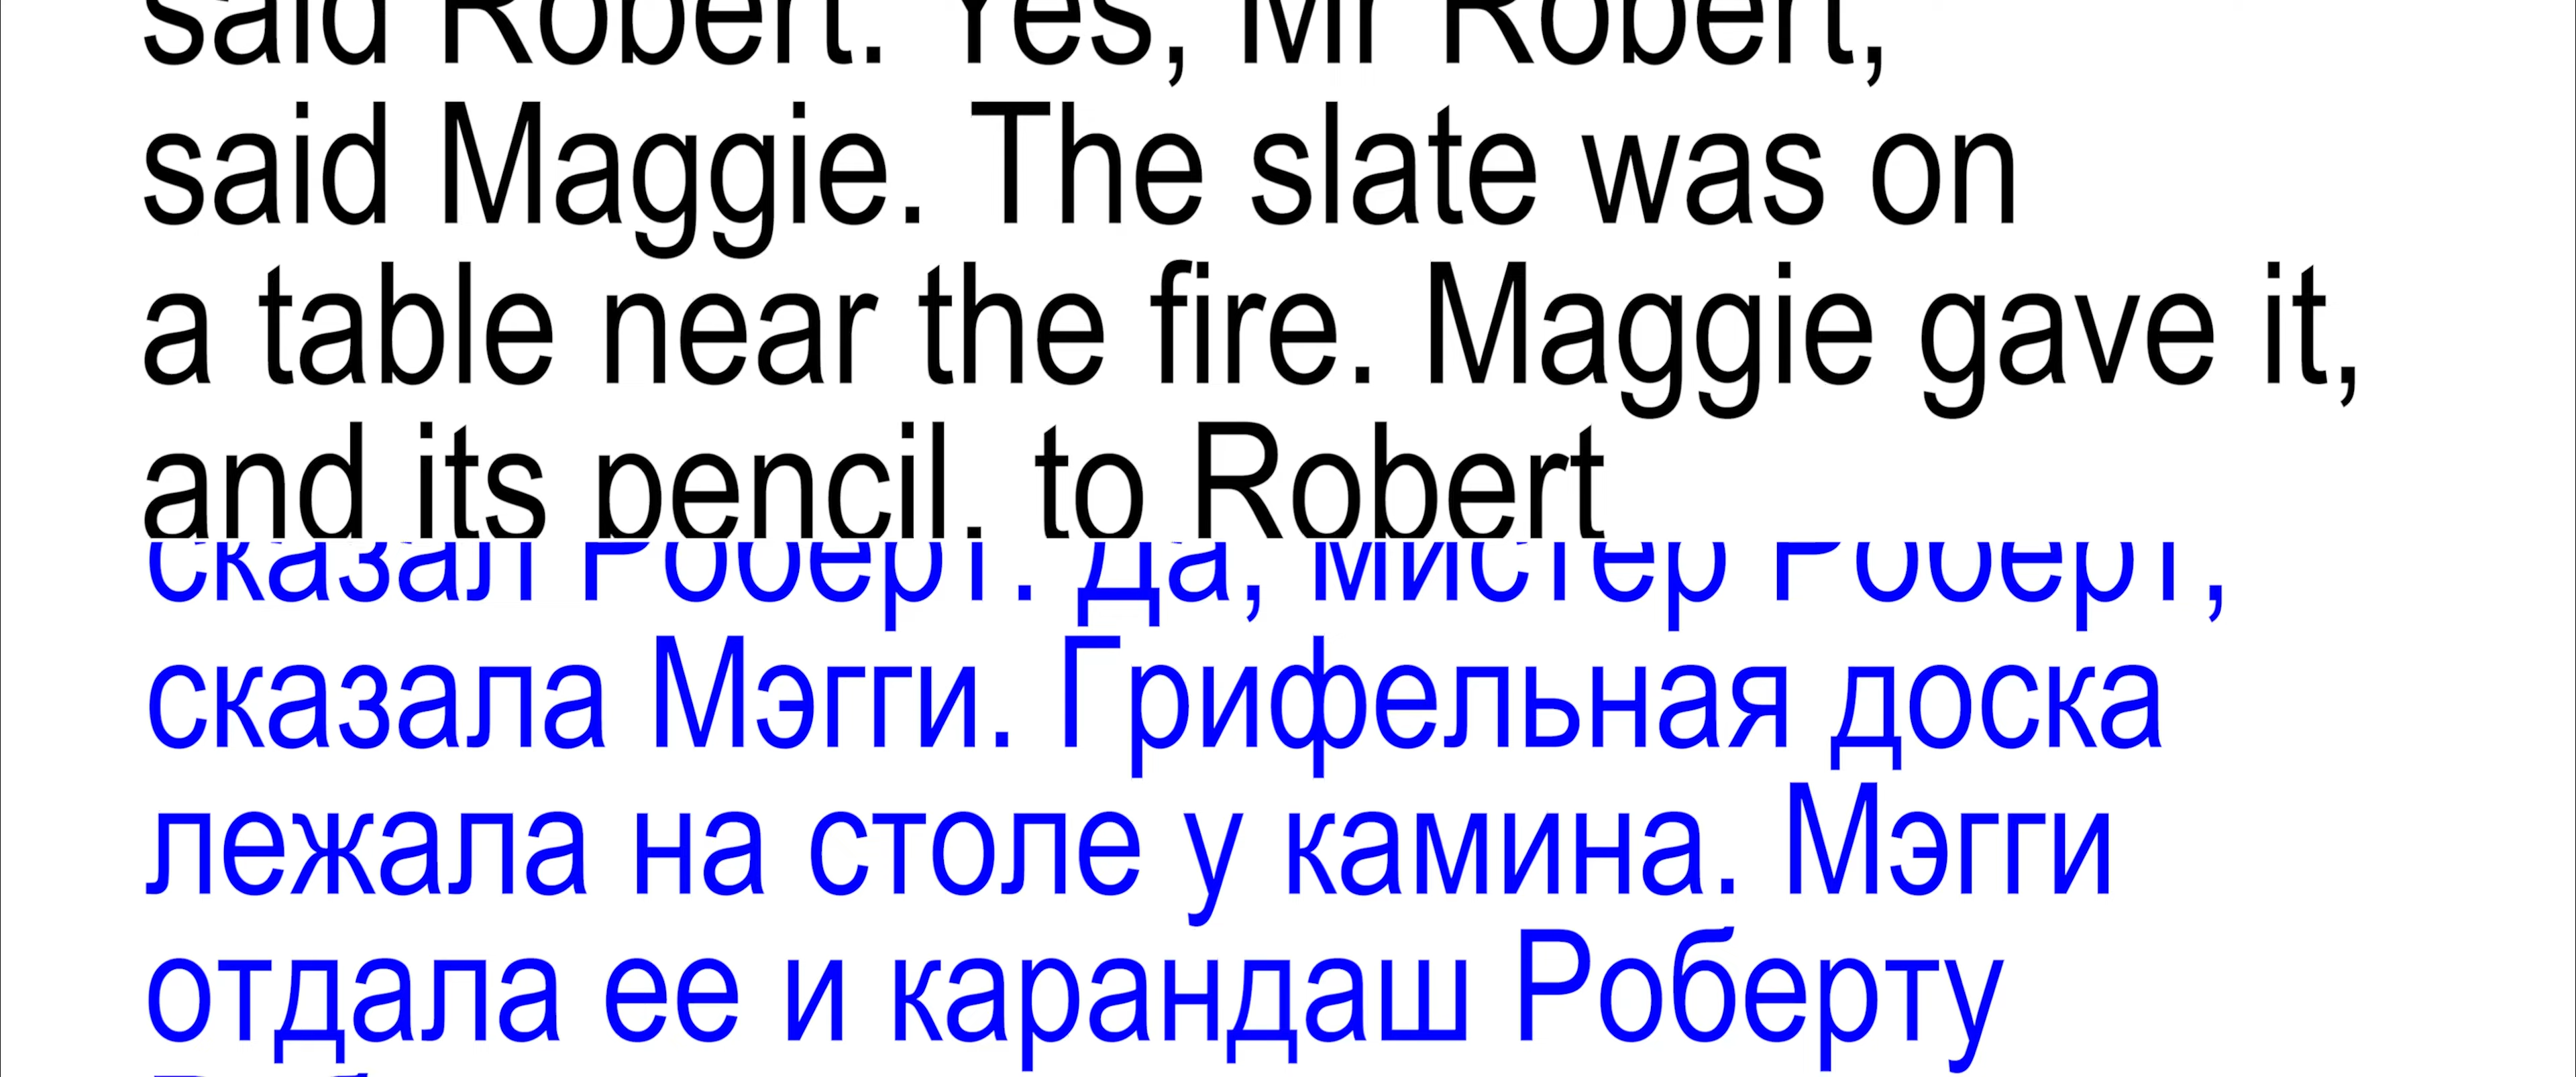 said Robert. Yes, Mr Robert,
said Maggie. The slate was on
a table near the fire. Maggie gave it,
and its pencil, to Robert
сказал Роберт. Да, мистер Роберт,
сказала Мэгги. Грифельная доска
лежала на столе у камина. Мэгги
отдала ее и карандаш Роберту